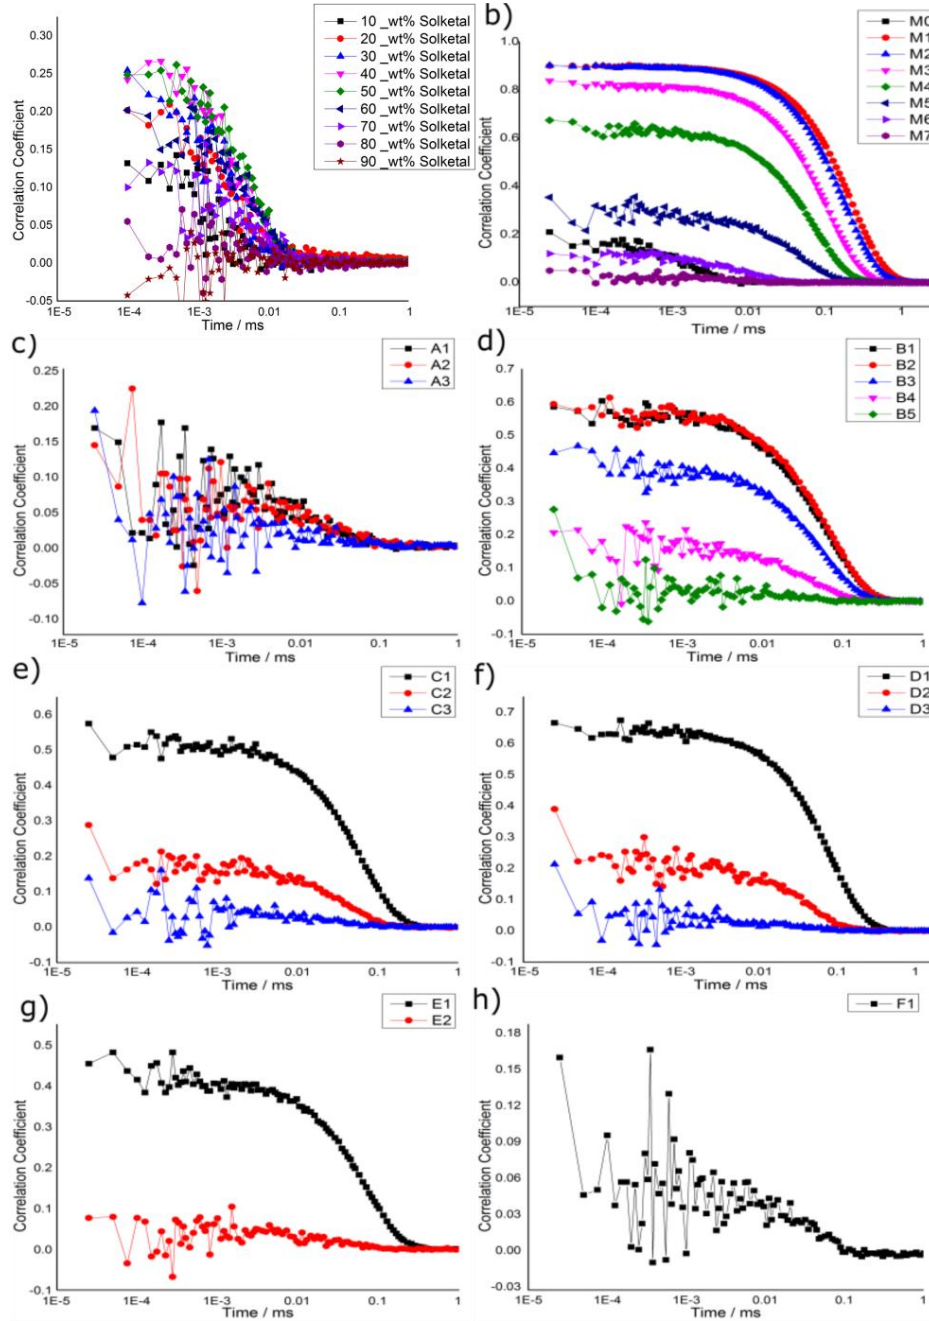 0.30
0.25
0.20
0.15
0.10
0.05
0.00
-0.05
Correlation Coefficient
1E-5
1E-4
1E-3
0.01
0.1
1
Time / ms
10 _wt% Solketal
20 _wt% Solketal
30 _wt% Solketal
40 _wt% Solketal
50 _wt% Solketal
60 _wt% Solketal
70 _wt% Solketal
80 _wt% Solketal
90 _wt% Solketal
b)
1.0
0.8
0.6
0.4
0.2
0.0
Correlation Coefficient
1E-5
1E-4
1E-3
0.01
0.1
1
Time / ms
M0
M1
M2
M3
M4
M5
M6
M7
c)
0.25
0.20
0.15
0.10
0.05
0.00
-0.05
-0.10
Correlation Coefficient
1E-5
1E-4
1E-3
0.01
0.1
1
Time / ms
A1
A2
A3
d)
0.7
0.6
0.5
0.4
0.3
0.2
0.1
0.0
-0.1
Correlation Coefficient
1E-5
1E-4
1E-3
0.01
0.1
1
Time / ms
B1
B2
B3
B4
B5
e)
0.6
0.5
0.4
0.3
0.2
0.1
0.0
-0.1
Correlation Coefficient
1E-5
1E-4
1E-3
0.01
0.1
1
Time / ms
C1
C2
C3
f)
0.7
0.6
0.5
0.4
0.3
0.2
0.1
0.0
-0.1
Correlation Coefficient
1E-5
1E-4
1E-3
0.01
0.1
1
Time / ms
D1
D2
D3
g)
0.5
0.4
0.3
0.2
0.1
0.0
-0.1
Correlation Coefficient
1E-5
1E-4
1E-3
0.01
0.1
1
Time / ms
E1
E2
h)
0.18
0.15
0.12
0.09
0.06
0.03
0.00
-0.03
Correlation Coefficient
1E-5
1E-4
1E-3
0.01
0.1
1
Time / ms
F1